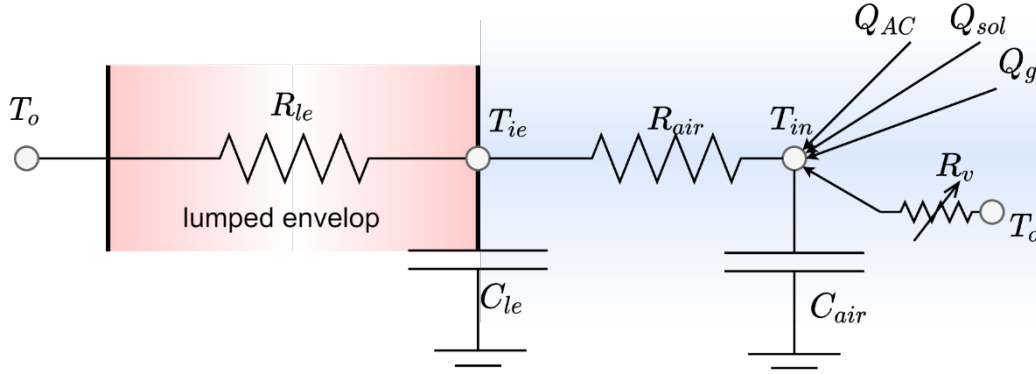 Q_{AC} Q_{sol}
Q_g
T_o R_{le} T_{ie} R_{air} T_{in}
R_v
lumped envelop
T_o
C_{le} C_{air}